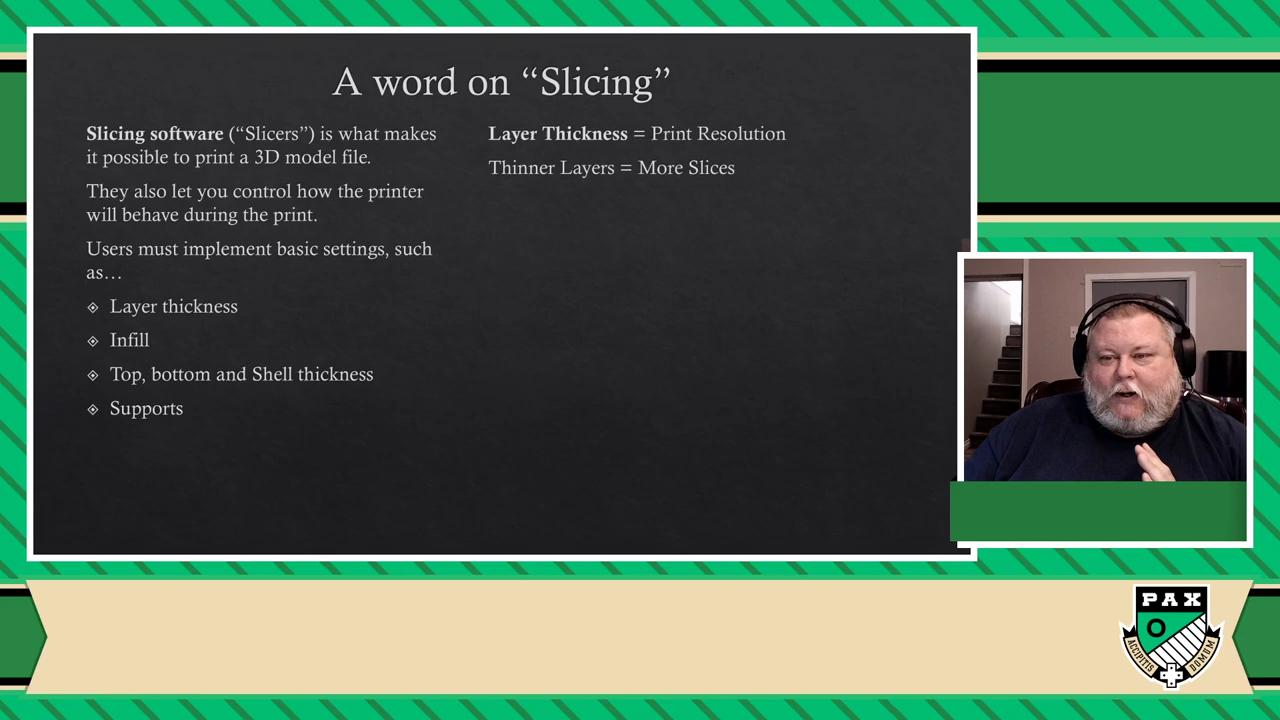 A word on “Slicing”
Slicing software (“Slicers”) is what makes
it possible to print a 3D model file.
They also let you control how the printer
will behave during the print.
Users must implement basic settings, such
as…
Layer thickness
Infill
Top, bottom and Shell thickness
Supports
Layer Thickness = Print Resolution
Thinner Layers = More Slices
PAX
O
ACCIPITIS
DOMUM